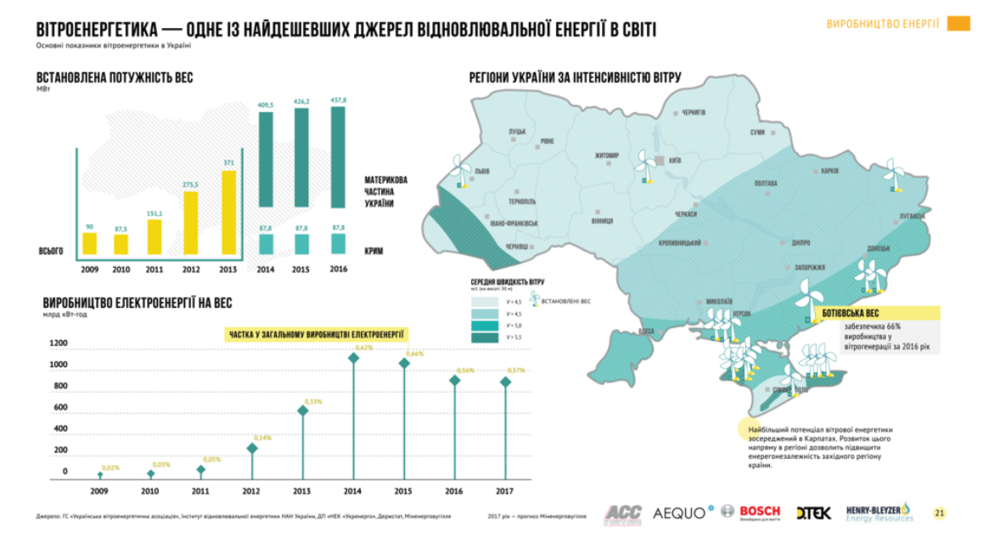 ВІТРОЕНЕРГЕТИКА — ОДНЕ ІЗ НАЙДЕШЕВШИХ ДЖЕРЕЛ ВІДНОВЛЮВАЛЬНОЇ ЕНЕРГІЇ В СВІТІ
Основні показники вітроенергетики в Україні
ВИРОБНИЦТВО ЕНЕРГІЇ
ВСТАНОВЛЕНА ПОТУЖНІСТЬ ВЕС
МВт
409,5
426,2
437,8
371
275,5
151,1
90
87,5
МАТЕРИКОВА
ЧАСТИНА
УКРАЇНИ
87,8
87,8
87,8
ВСЬОГО
КРИМ
2009
2010
2011
2012
2013
2014
2015
2016
РЕГІОНИ УКРАЇНИ ЗА ІНТЕНСИВНІСТЮ ВІТРУ
ЧЕРНИГІВ
ЛУЦЬК
РІВНЕ
СУМИ
ЖИТОМИР
КИЇВ
ЛЬВІВ
ХАРКІВ
ПОЛТАВА
ТЕРНОПІЛЬ
ЧЕРКАСИ
ЛУГАНСЬК
ІВАНО-ФРАНКІВСЬК
ВІННИЦЯ
ЧЕРНІВЦІ
КРОПИВНИЦЬКИЙ
ДНІПРО
ДОНЕЦЬК
ЗАПОРІЖЖЯ
МИКОЛАЇВ
ХЕРСОН
ОДЕСА
СЕРЕДНЯ ШВИДКІСТЬ ВІТРУ
м/с (на висоті 50 м)
V < 4,5
V > 4,5
V > 5,0
V > 5,5
ВСТАНОВЛЕНІ ВЕС
БОТІЄВСЬКА ВЕС
забезпечила 66%
виробництва у
вітрогенерації за 2016 рік
Найбільший потенціал вітрової енергетики
зосереджений в Карпатах. Розвиток цього
напряму в регіоні дозволить підвищити
енерегонезалежність західного регіону
країни.
ВИРОБНИЦТВО ЕЛЕКТРОЕНЕРГІЇ НА ВЕС
млрд кВт-год
ЧАСТКА У ЗАГАЛЬНОМУ ВИРОБНИЦТВІ ЕЛЕКТРОЕНЕРГІЇ
1200
1000
800
600
400
200
0
0,02%
0,03%
0,05%
0,14%
0,33%
0,62%
0,66%
0,56%
0,57%
2009
2010
2011
2012
2013
2014
2015
2016
2017
Джерело: ГС «Українська вітроенергетична асоціація», Інститут відновлювальної енергетики НАН України, ДП «НЕК «Укренерго», Держстат, Міненерговугілля
2017 рік — прогноз Міненерговугілля
ACC
AEQUO
BOSCH
DTEK
HENRY-BLEYZER
Energy Resources
21